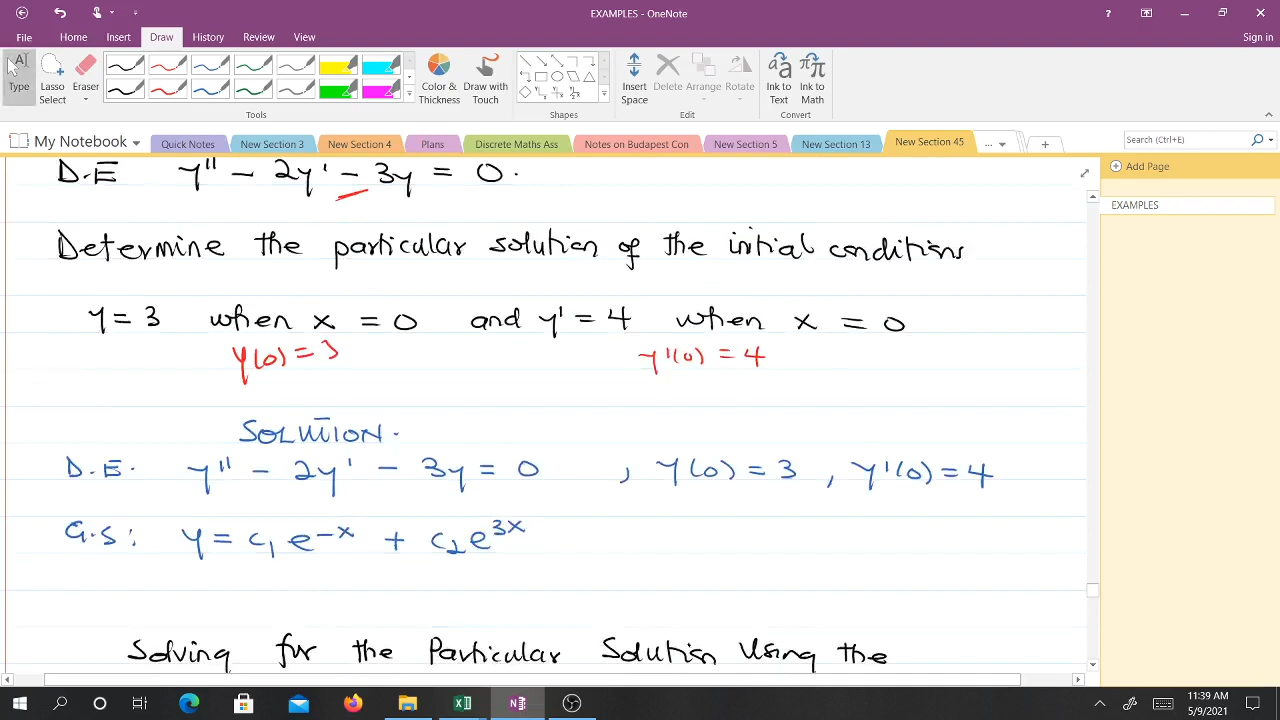 EXAMPLES - OneNote
Sign in
File Home Insert Draw History Review View
Type Lasso Select Eraser Color & Thickness Draw with Touch Insert Space Delete Arrange Rotate Ink to Text Ink to Math
Tools Shapes Edit Convert
My Notebook Quick Notes New Section 3 New Section 4 Plans Discrete Maths Ass Notes on Budapest Con New Section 5 New Section 13 New Section 45 ... Search (Ctrl+E)
Add Page
EXAMPLES
D.E y'' - 2y' - 3y = 0.
Determine the particular solution of the initial conditions
y = 3 when x = 0 and y' = 4 when x = 0
y(0) = 3 y'(0) = 4
SOLUTION.
D.E. y'' - 2y' - 3y = 0 , y(0) = 3 , y'(0) = 4
G.S: y = c₁ e^-x + c₂ e^3x
Solving for the Particular Solution Using the
11:39 AM
5/9/2021